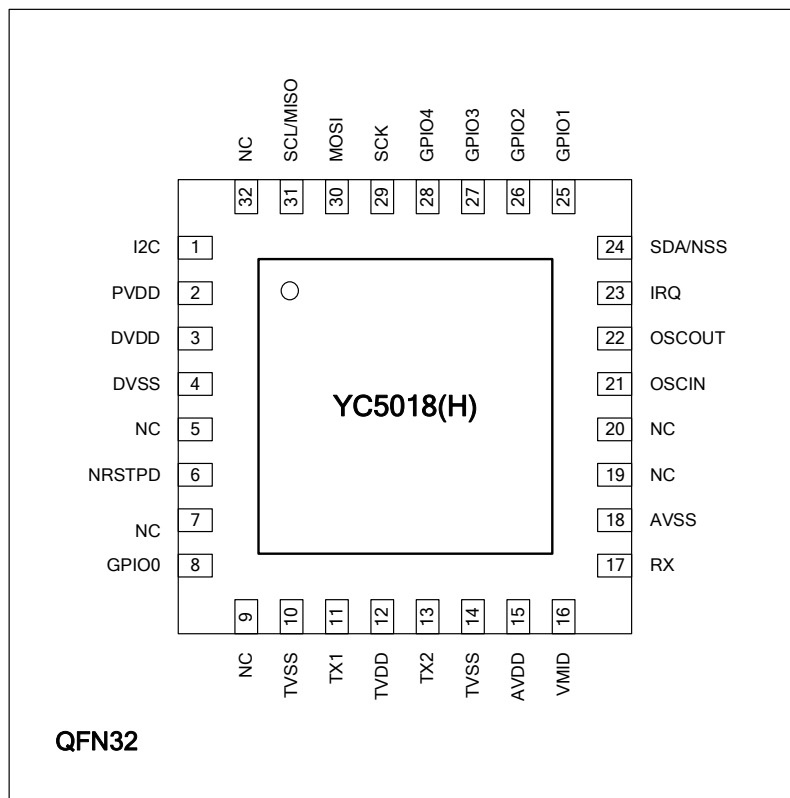 NC
SCL/MISO
MOSI
SCK
GPIO4
GPIO3
GPIO2
GPIO1
32
31
30
29
28
27
26
25
I2C 1
24 SDA/NSS
PVDD 2
23 IRQ
DVDD 3
22 OSCOUT
DVSS 4
21 OSCIN
YC5018(H)
NC 5
20 NC
NRSTPD 6
19 NC
NC 7
18 AVSS
GPIO0 8
17 RX
9
10
11
12
13
14
15
16
NC
TVSS
TX1
TVDD
TX2
TVSS
AVDD
VMID
QFN32